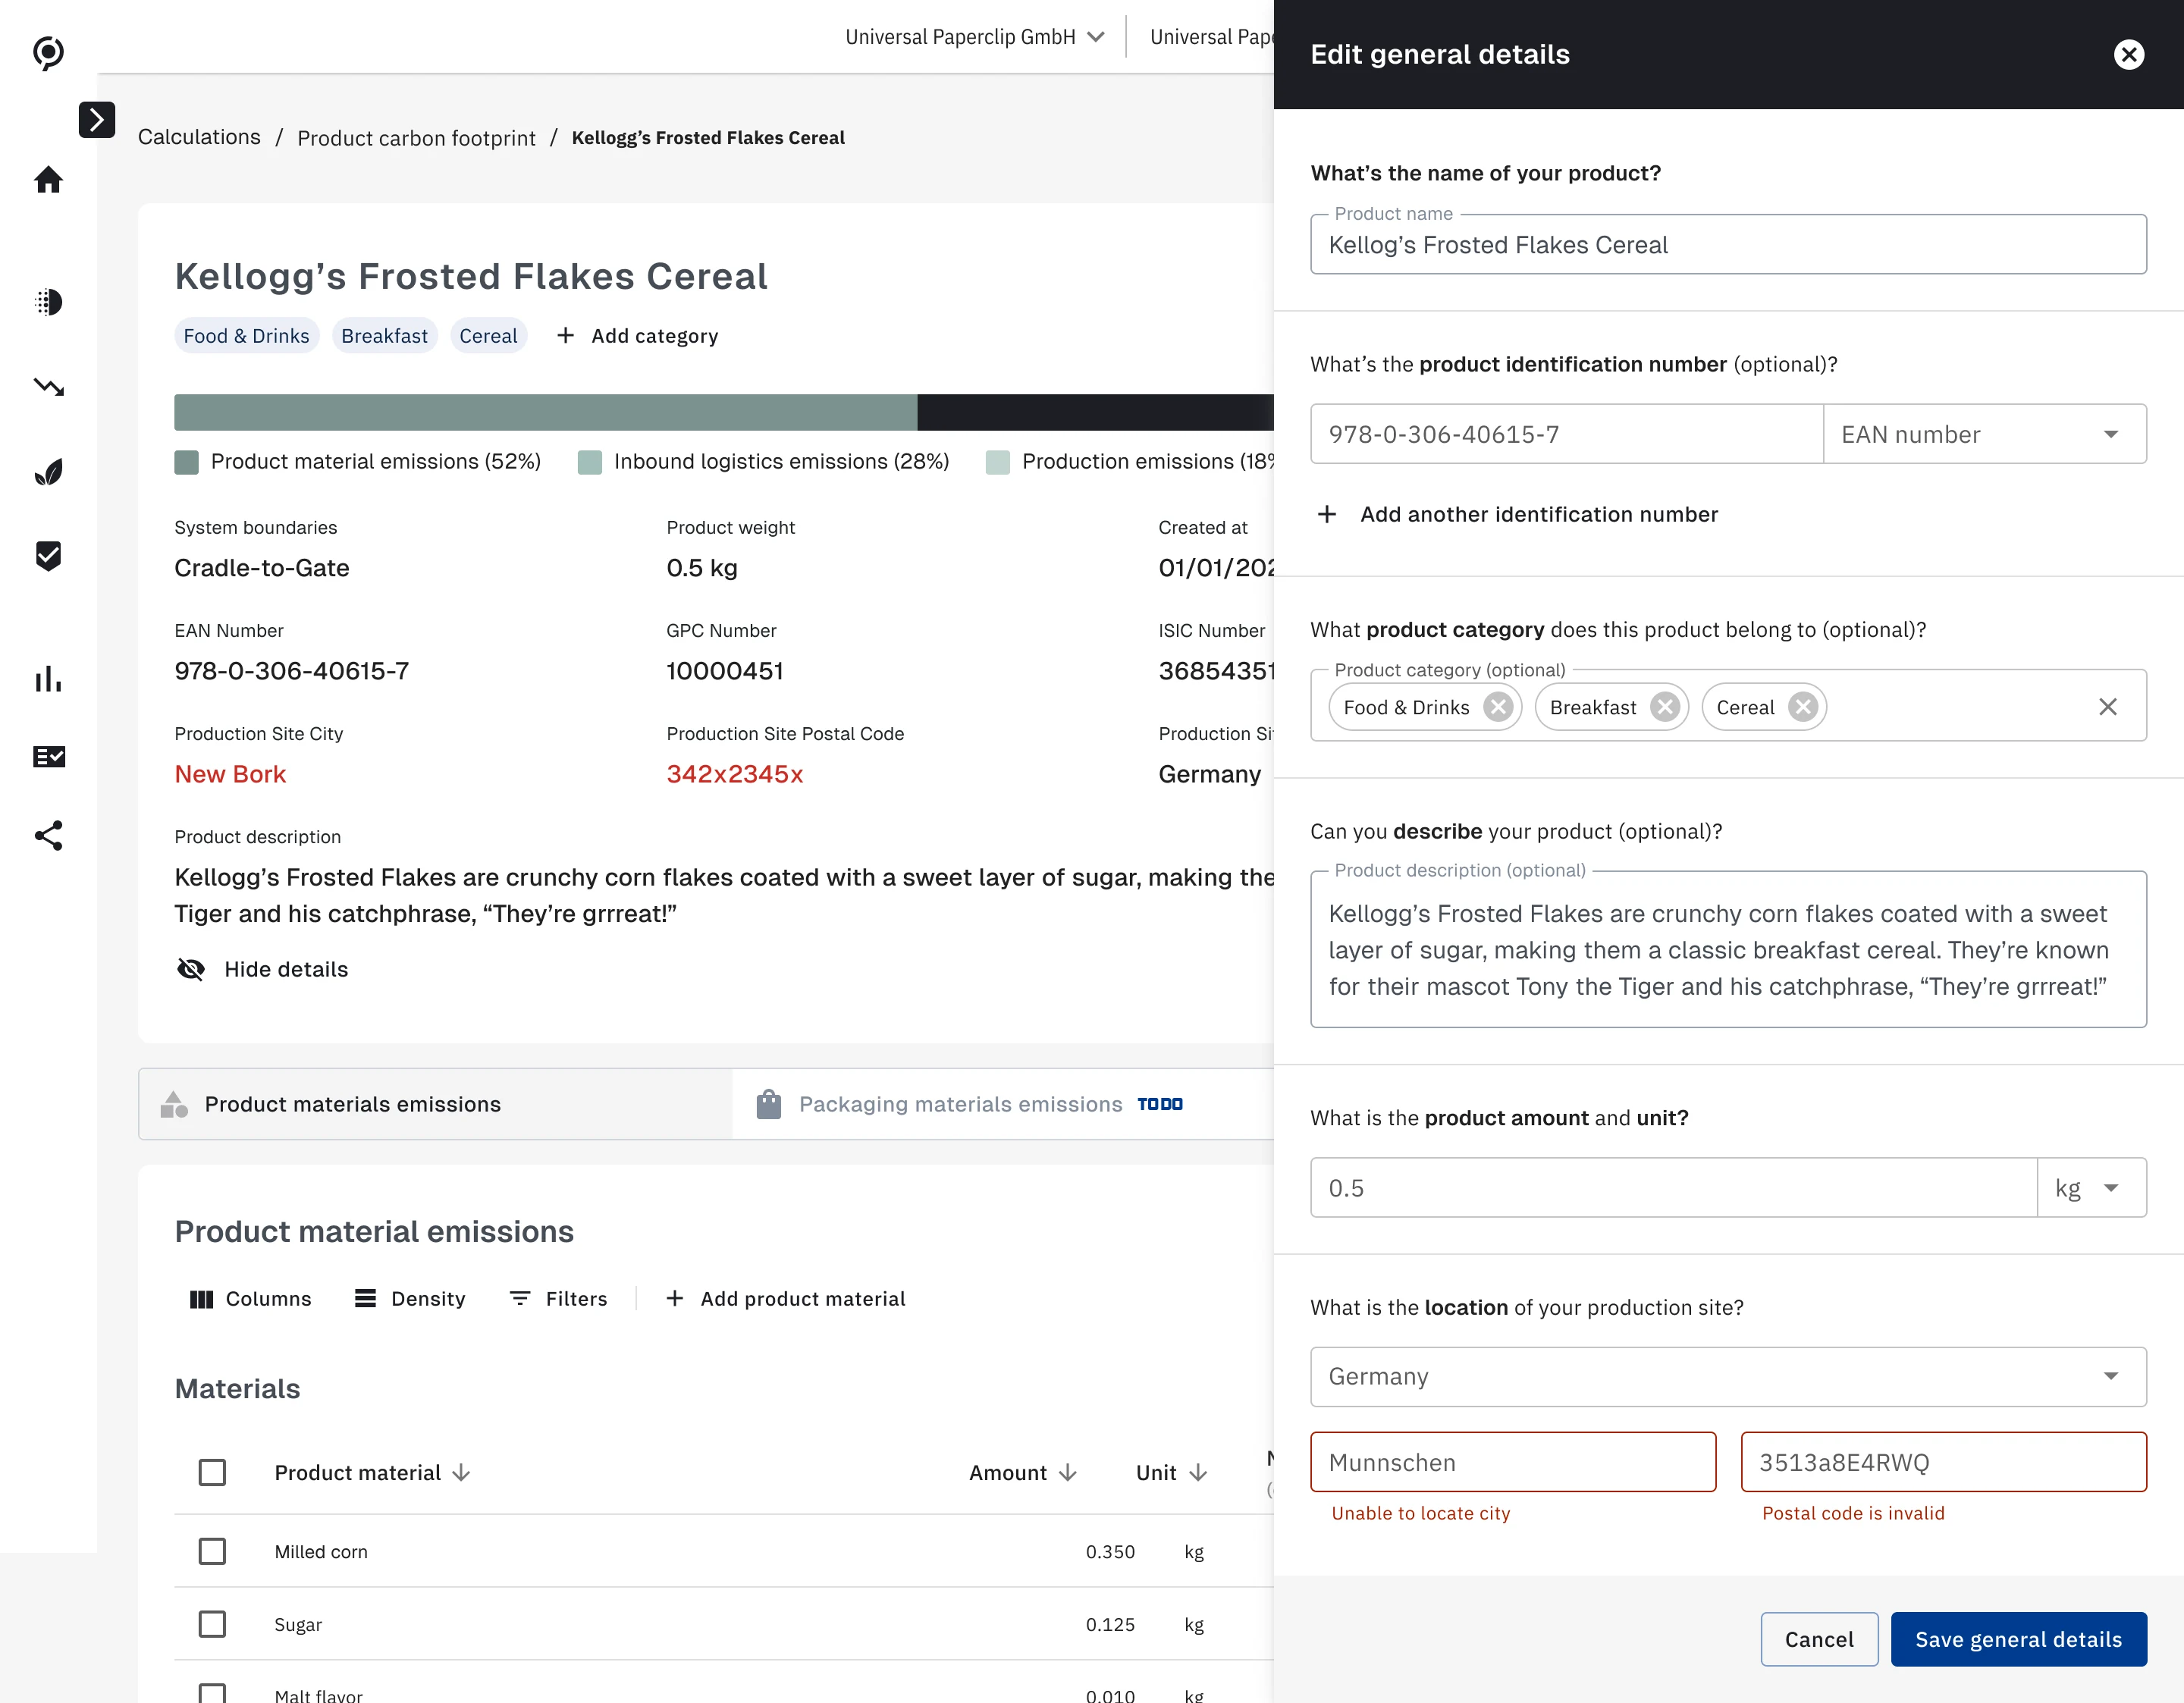 Universal Paperclip GmbH
Calculations / Product carbon footprint / Kellogg’s Frosted Flakes Cereal
Kellogg’s Frosted Flakes Cereal
Food & Drinks Breakfast Cereal + Add category
Product material emissions (52%) Inbound logistics emissions (28%) Production emissions (18%
System boundaries Product weight Created at
Cradle-to-Gate 0.5 kg 01/01/202
EAN Number GPC Number ISIC Number
978-0-306-40615-7 10000451 36854351
Production Site City Production Site Postal Code Production
New Bork 342x2345x Germany
Product description
Kellogg’s Frosted Flakes are crunchy corn flakes coated with a sweet layer of sugar, making the
Tiger and his catchphrase, “They’re grrreat!”
Hide details
Product materials emissions Packaging materials emissions TODO
Product material emissions
Columns Density Filters + Add product material
Materials
Product material Amount Unit
Milled corn 0.350 kg
Sugar 0.125 kg
Malt flavor 0.010 kg
Edit general details
What’s the name of your product?
Product name
Kellog’s Frosted Flakes Cereal
What’s the product identification number (optional)?
978-0-306-40615-7 EAN number
+ Add another identification number
What product category does this product belong to (optional)?
Product category (optional)
Food & Drinks Breakfast Cereal
Can you describe your product (optional)?
Product description (optional)
Kellogg’s Frosted Flakes are crunchy corn flakes coated with a sweet
layer of sugar, making them a classic breakfast cereal. They’re known
for their mascot Tony the Tiger and his catchphrase, “They’re grrreat!”
What is the product amount and unit?
0.5 kg
What is the location of your production site?
Germany
Munnschen 3513a8E4RWQ
Unable to locate city Postal code is invalid
Cancel Save general details